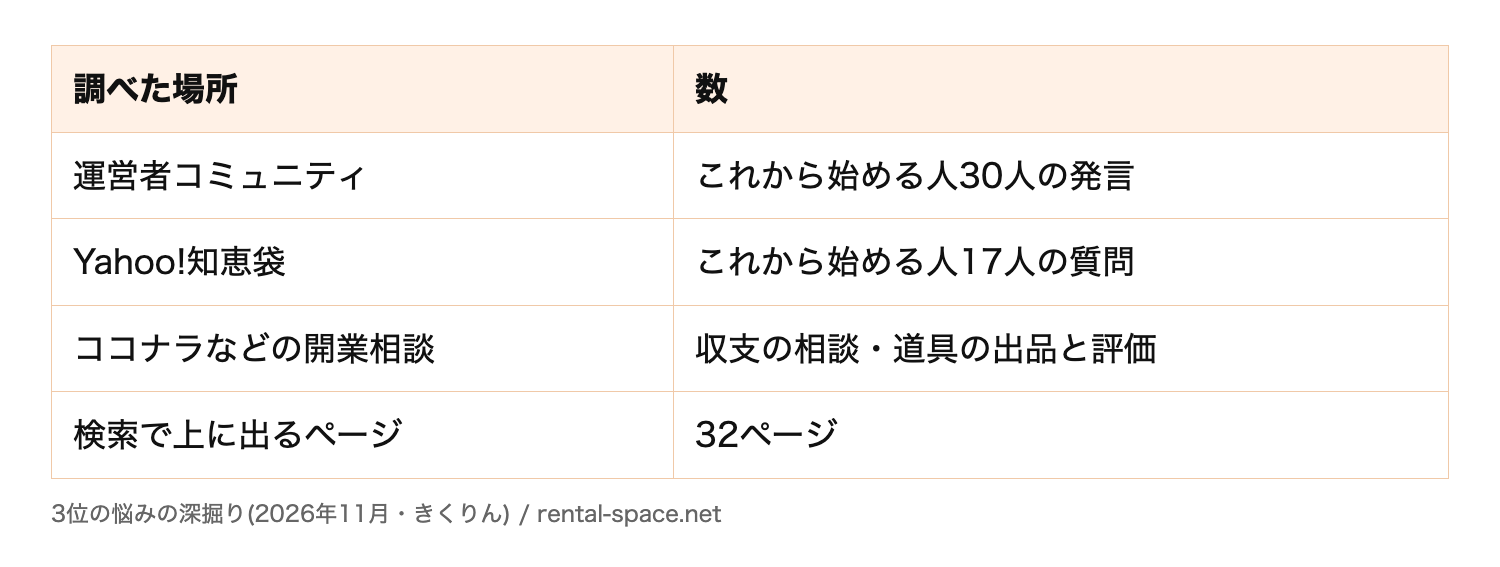 調べた場所 数
運営者コミュニティ これから始める人30人の発言
Yahoo!知恵袋 これから始める人17人の質問
ココナラなどの開業相談 収支の相談・道具の出品と評価
検索で上に出るページ 32ページ
3位の悩みの深掘り(2026年11月・きくりん) / rental-space.net